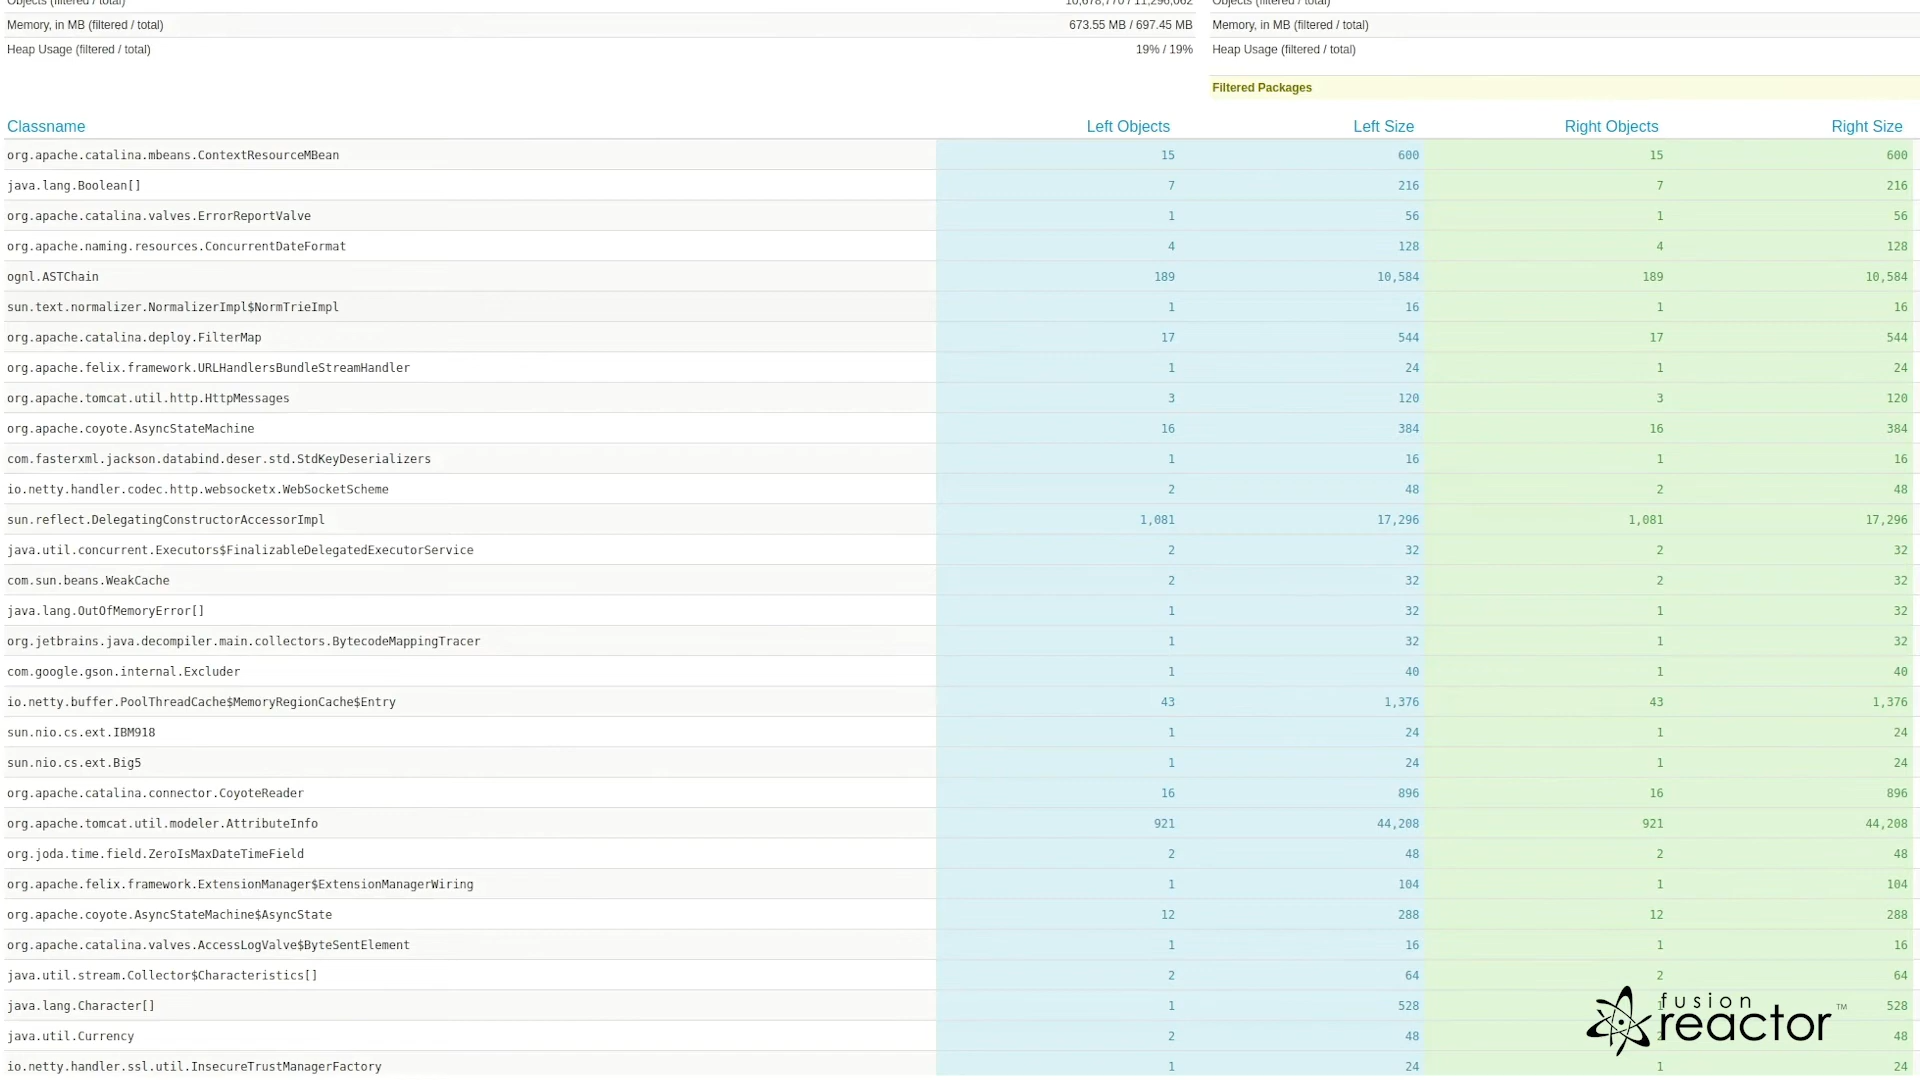 Objects (filtered / total) 10,678,770 / 11,296,062 Objects (filtered / total)
Memory, in MB (filtered / total) 673.55 MB / 697.45 MB Memory, in MB (filtered / total)
Heap Usage (filtered / total) 19% / 19% Heap Usage (filtered / total)
Filtered Packages
Classname Left Objects Left Size Right Objects Right Size
org.apache.catalina.mbeans.ContextResourceMBean 15 600 15 600
java.lang.Boolean[] 7 216 7 216
org.apache.catalina.valves.ErrorReportValve 1 56 1 56
org.apache.naming.resources.ConcurrentDateFormat 4 128 4 128
ognl.ASTChain 189 10,584 189 10,584
sun.text.normalizer.NormalizerImpl$NormTrieImpl 1 16 1 16
org.apache.catalina.deploy.FilterMap 17 544 17 544
org.apache.felix.framework.URLHandlersBundleStreamHandler 1 24 1 24
org.apache.tomcat.util.http.HttpMessages 3 120 3 120
org.apache.coyote.AsyncStateMachine 16 384 16 384
com.fasterxml.jackson.databind.deser.std.StdKeyDeserializers 1 16 1 16
io.netty.handler.codec.http.websocketx.WebSocketScheme 2 48 2 48
sun.reflect.DelegatingConstructorAccessorImpl 1,081 17,296 1,081 17,296
java.util.concurrent.Executors$FinalizableDelegatedExecutorService 2 32 2 32
com.sun.beans.WeakCache 2 32 2 32
java.lang.OutOfMemoryError[] 1 32 1 32
org.jetbrains.java.decompiler.main.collectors.BytecodeMappingTracer 1 32 1 32
com.google.gson.internal.Excluder 1 40 1 40
io.netty.buffer.PoolThreadCache$MemoryRegionCache$Entry 43 1,376 43 1,376
sun.nio.cs.ext.IBM918 1 24 1 24
sun.nio.cs.ext.Big5 1 24 1 24
org.apache.catalina.connector.CoyoteReader 16 896 16 896
org.apache.tomcat.util.modeler.AttributeInfo 921 44,208 921 44,208
org.joda.time.field.ZeroIsMaxDateTimeField 2 48 2 48
org.apache.felix.framework.ExtensionManager$ExtensionManagerWiring 1 104 1 104
org.apache.coyote.AsyncStateMachine$AsyncState 12 288 12 288
org.apache.catalina.valves.AccessLogValve$ByteSentElement 1 16 1 16
java.util.stream.Collector$Characteristics[] 2 64 2 64
java.lang.Character[] 1 528 1 528
java.util.Currency 2 48 2 48
io.netty.handler.ssl.util.InsecureTrustManagerFactory 1 24 1 24
fusion
reactor ™